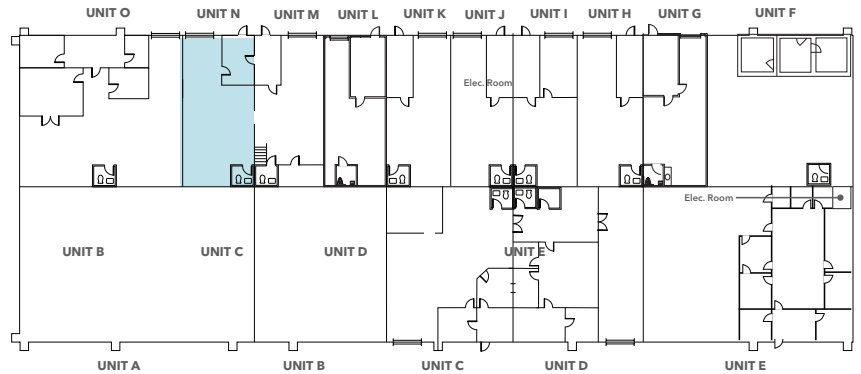 UNIT O UNIT N UNIT M UNIT L UNIT K UNIT J UNIT I UNIT H UNIT G UNIT F
Elec. Room
Elec. Room
UNIT B UNIT C UNIT D UNIT E
UNIT A UNIT B UNIT C UNIT D UNIT E